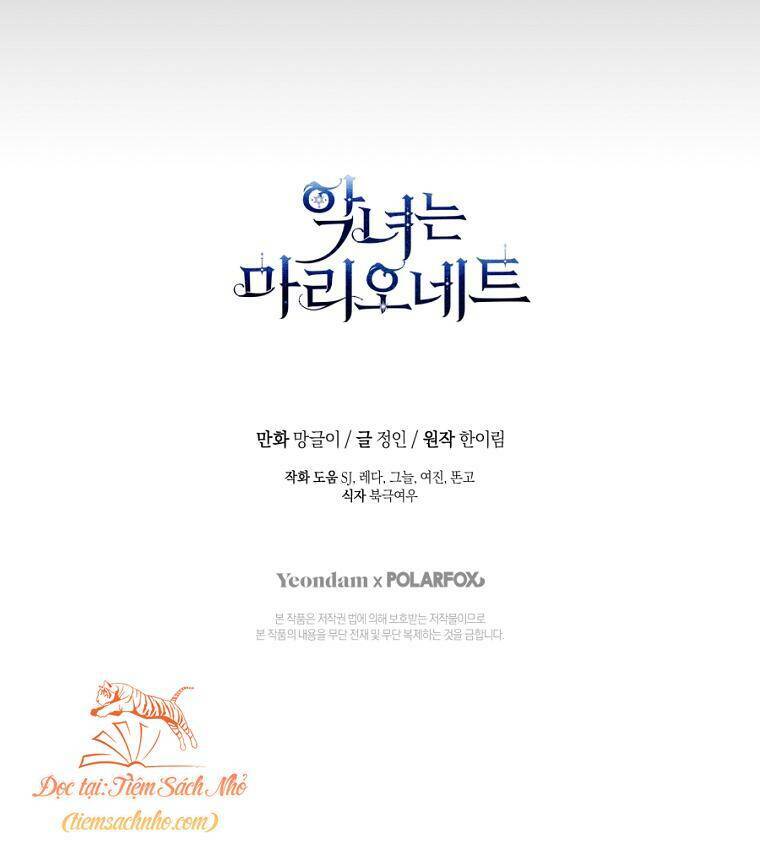 악녀는
마리오네트
만화 망글이 / 글 정인 / 원작 한이림
작화 도움 SJ, 레다, 그늘, 여진, 똔고
식자 북극여우
Yeondam x POLARFOX
본 작품은 저작권 법에 의해 보호받는 저작물이므로
본 작품의 내용을 무단 전재 및 무단 복제하는 것을 금합니다.
Đọc tại: Tiệm Sách Nhỏ
(tiemsachnho.com)